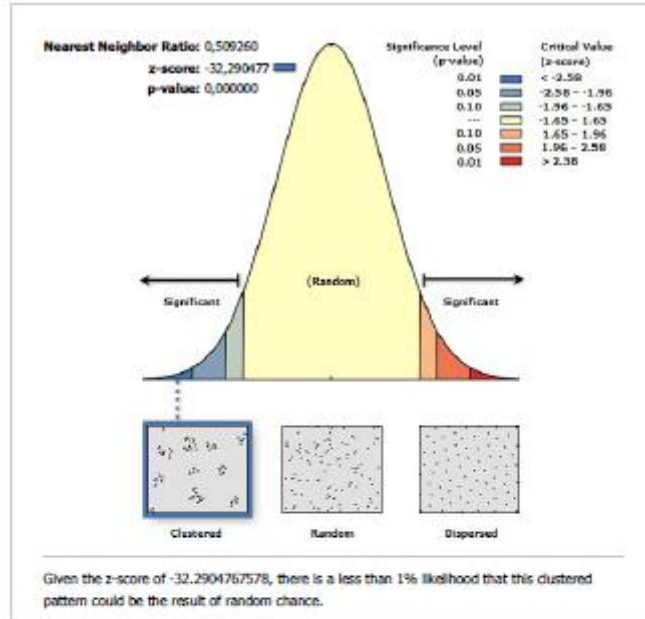 Nearest Neighbor Ratio: 0,509260
z-score: -32,290477
p-value: 0,000000
Significance Level
(p-value)
Critical Value
(z-score)
0.01 < -2.58
0.05 -2.58 - -1.96
0.10 -1.96 - -1.65
--- -1.65 - 1.65
0.10 1.65 - 1.96
0.05 1.96 - 2.58
0.01 > 2.58
(Random)
Significant
Significant
Clustered
Random
Dispersed
Given the z-score of -32.2904767578, there is a less than 1% likelihood that this clustered
pattern could be the result of random chance.